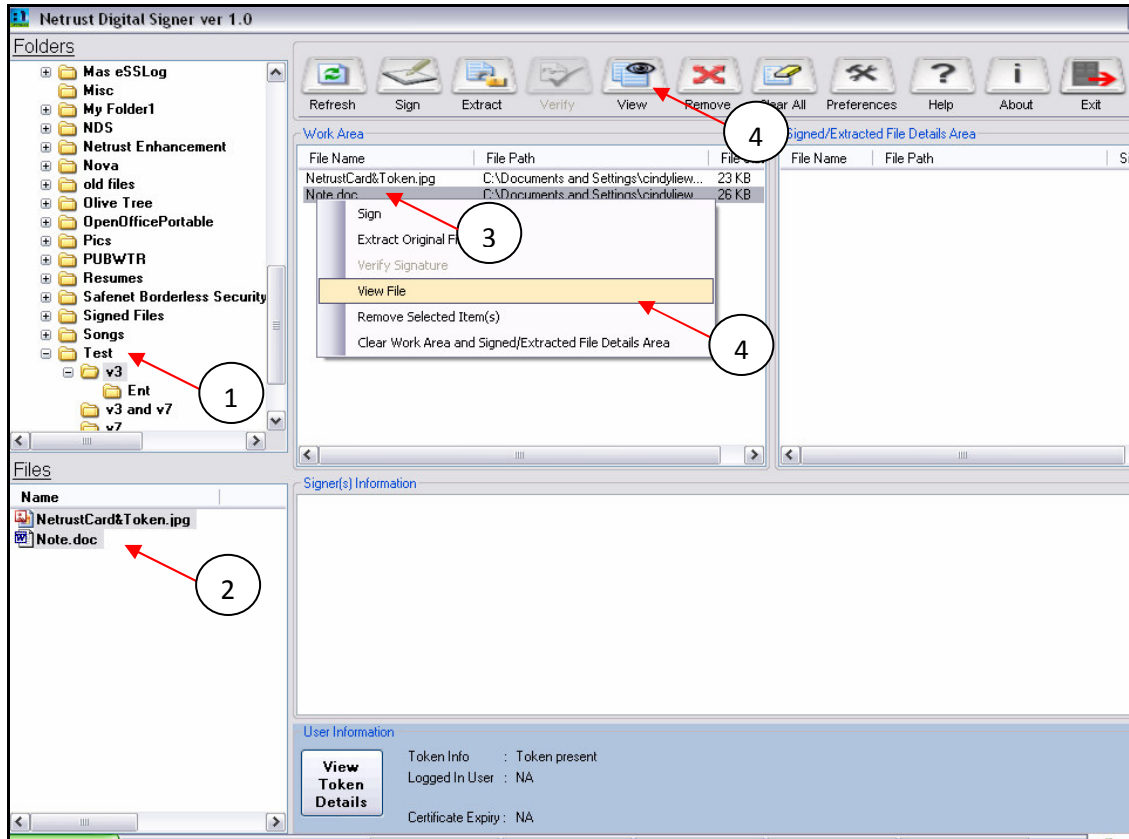 Netrust Digital Signer ver 1.0
Folders
Mas eSSLog
Misc
My Folder1
NDS
Netrust Enhancement
Nova
old files
Olive Tree
OpenOfficePortable
Pics
PUBWTR
Resumes
Safenet Borderless Security
Signed Files
Songs
Test
v3
Ent
v3 and v7
v7
1
Files
Name
NetrustCard&Token.jpg
Note.doc
2
Refresh Sign Extract Verify View Remove Clear All Preferences Help About Exit
4
Work Area
File Name File Path File
NetrustCard&Token.jpg C:\Documents and Settings\cindyliew... 23 KB
Note.doc C:\Documents and Settings\cindyliew 26 KB
3
Sign
Extract Original
Verify Signature
View File
Remove Selected Item(s)
Clear Work Area and Signed/Extracted File Details Area
4
Signed/Extracted File Details Area
File Name File Path
Signer(s) Information
User Information
View
Token
Details
Token Info : Token present
Logged In User : NA
Certificate Expiry : NA